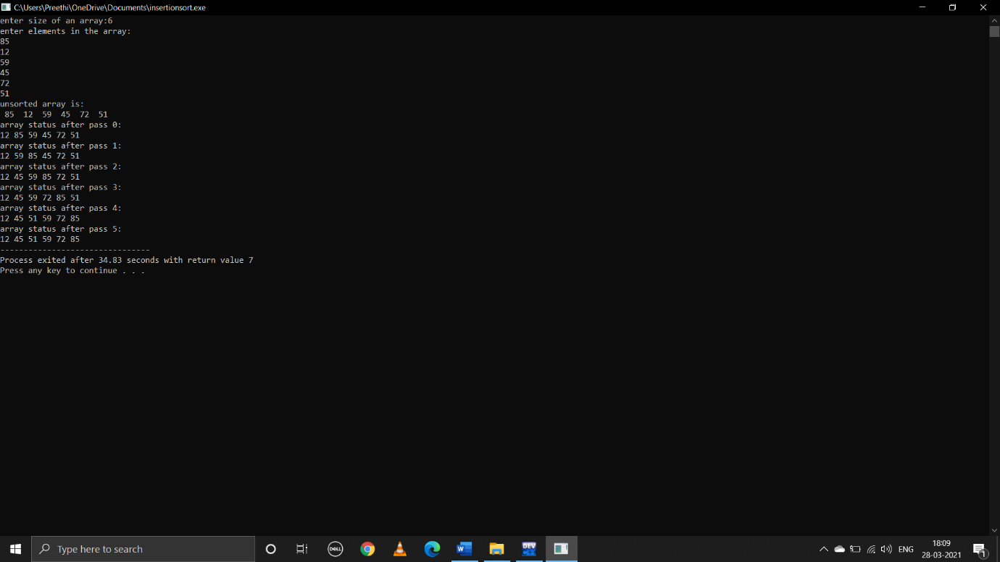 C:\Users\Preethi\OneDrive\Documents\insertionsort.exe
enter size of an array:6
enter elements in the array:
85
12
59
45
72
51
unsorted array is:
 85  12  59  45  72  51
array status after pass 0:
12 85 59 45 72 51
array status after pass 1:
12 59 85 45 72 51
array status after pass 2:
12 45 59 85 72 51
array status after pass 3:
12 45 59 72 85 51
array status after pass 4:
12 45 51 59 72 85
array status after pass 5:
12 45 51 59 72 85
--------------------------------
Process exited after 34.83 seconds with return value 7
Press any key to continue . . .
Type here to search
DELL
W
DEV
C++
ENG
18:09
28-03-2021
1